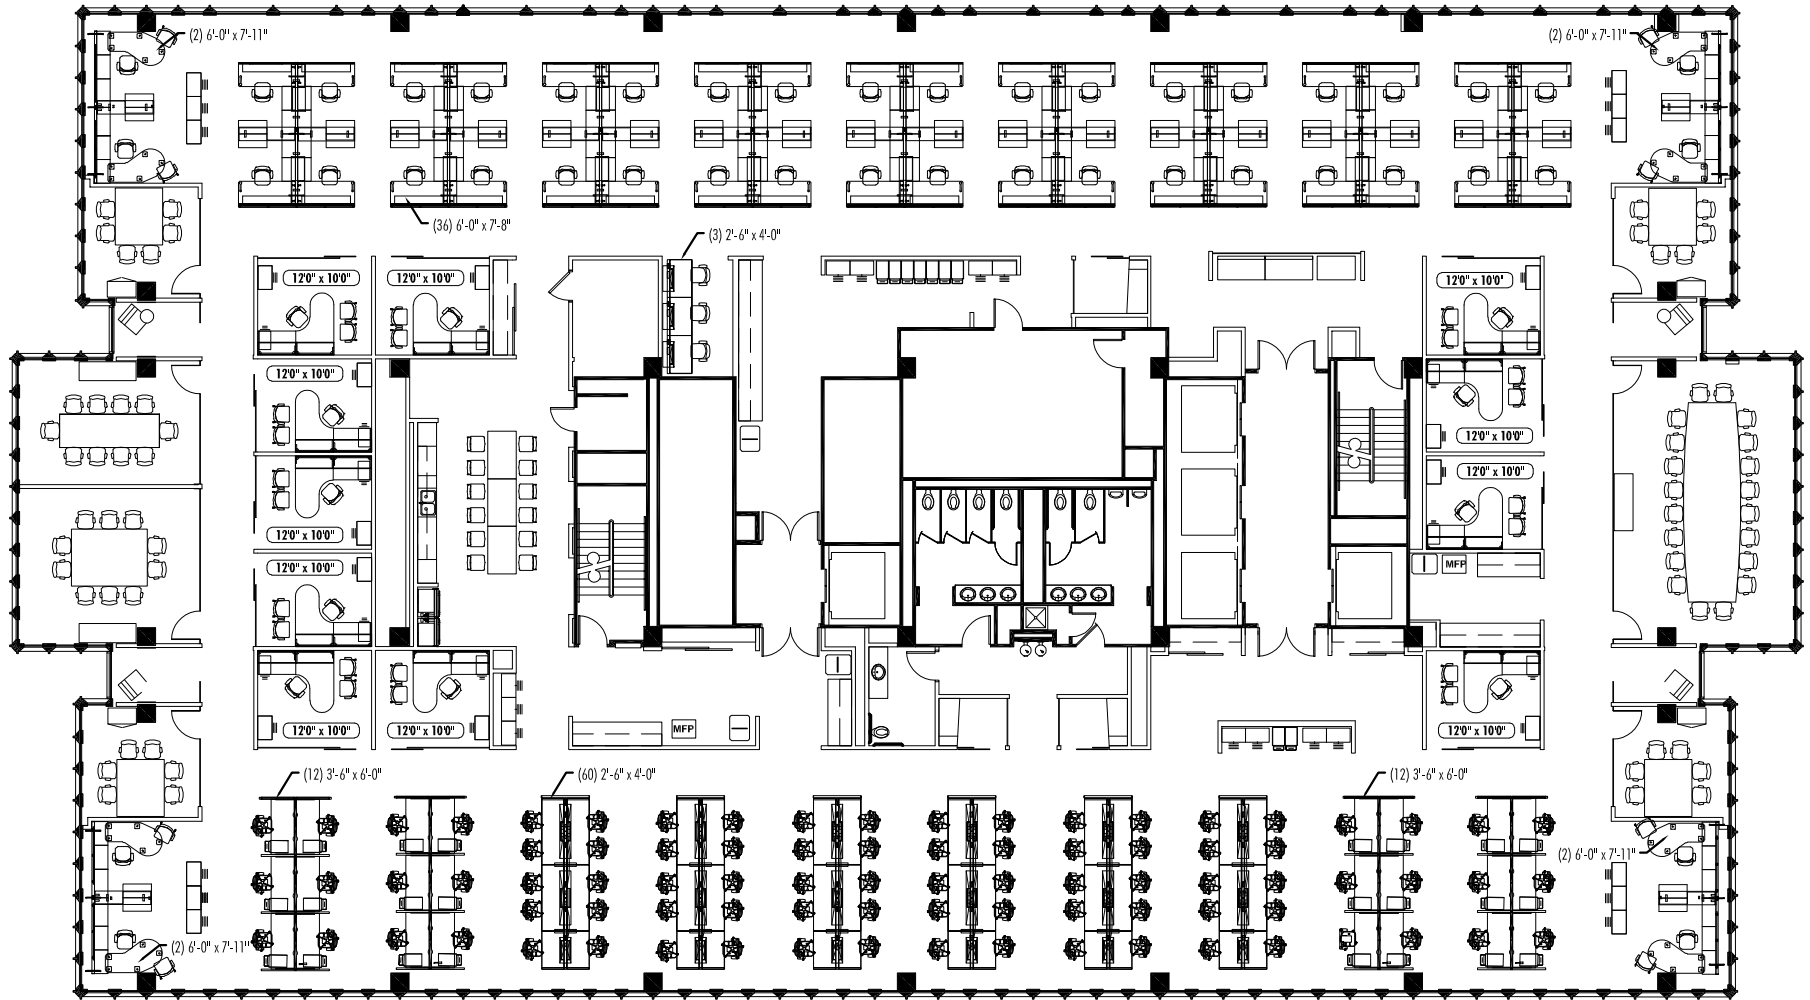 (2) 6'-0" x 7'-11"
(2) 6'-0" x 7'-11"
(36) 6'-0" x 7'-8"
(3) 2'-6" x 4'-0"
12'0" x 10'0"
12'0" x 10'0"
12'0" x 10'0"
12'0" x 10'0"
12'0" x 10'0"
12'0" x 10'0"
12'0" x 10'0"
12'0" x 10'0"
12'0" x 10'0"
MFP
12'0" x 10'0"
12'0" x 10'0"
MFP
12'0" x 10'0"
(12) 3'-6" x 6'-0"
(60) 2'-6" x 4'-0"
(12) 3'-6" x 6'-0"
(2) 6'-0" x 7'-11"
(2) 6'-0" x 7'-11"